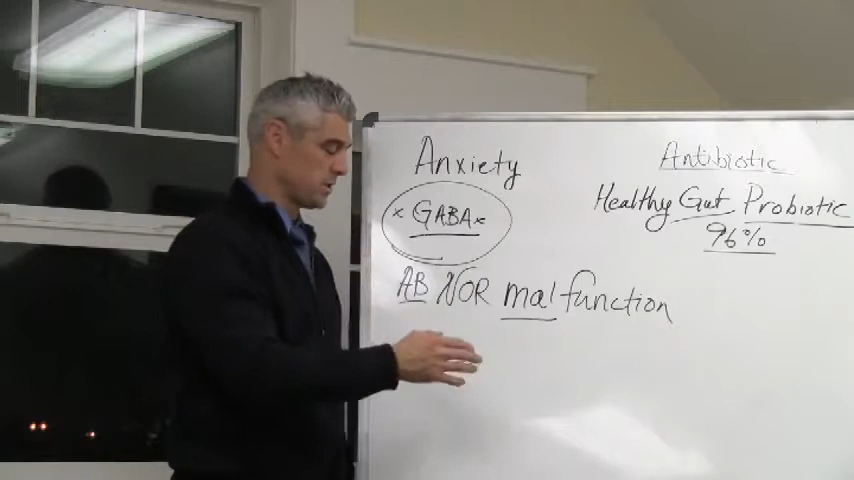 Anxiety
x GABA x
AB NOR malfunction
Antibiotic
Healthy Gut Probiotic
96%